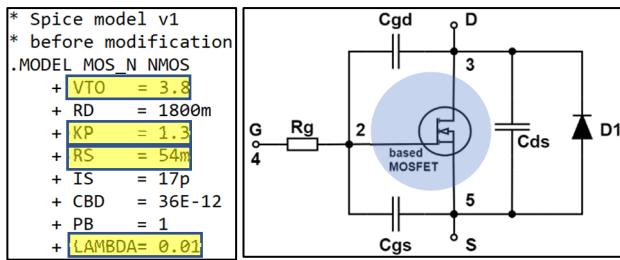 * Spice model v1
* before modification
.MODEL MOS_N NMOS
+ VTO = 3.8
+ RD = 1800m
+ KP = 1.3
+ RS = 54m
+ IS = 17p
+ CBD = 36E-12
+ PB = 1
+ LAMBDA= 0.01
Cgd
D
3
G
Rg
2
4
based
MOSFET
Cds
D1
5
Cgs
S